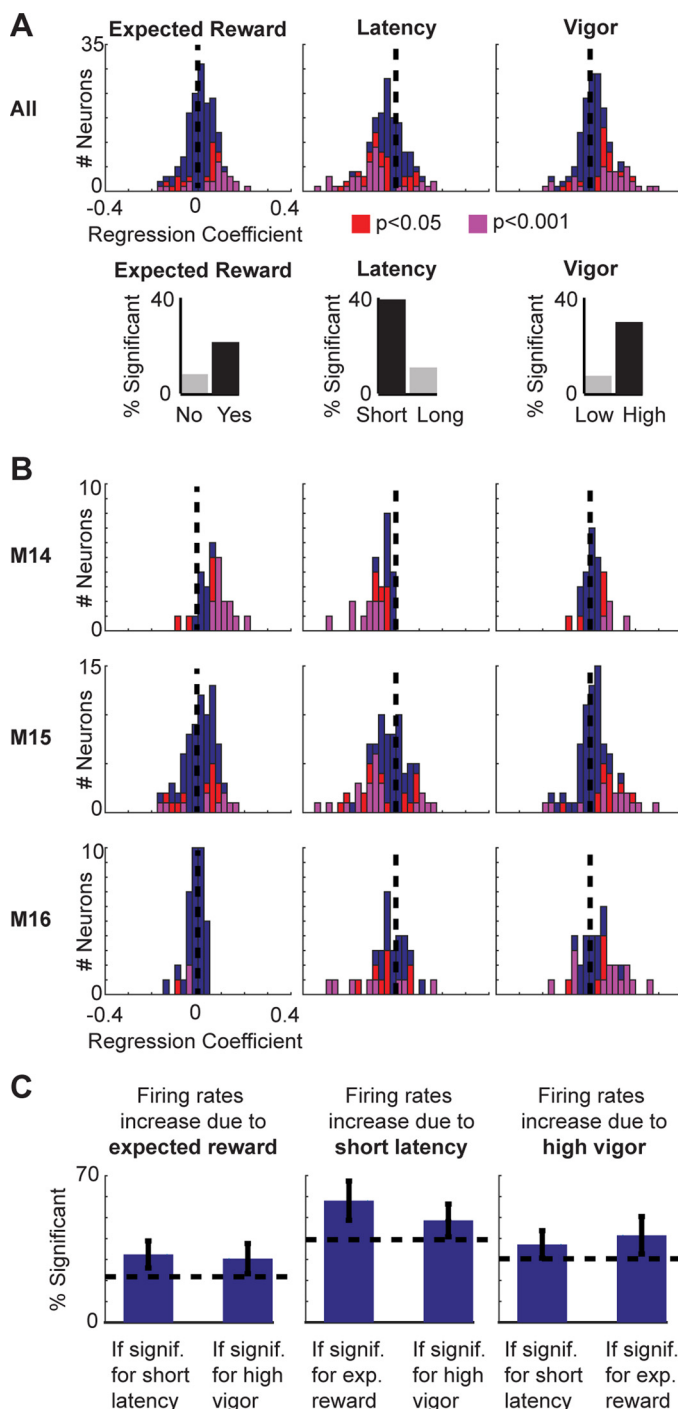 A
Expected Reward Latency Vigor
35
All
# Neurons
0
-0.4 0 0.4
Regression Coefficient
p<0.05 p<0.001
Expected Reward Latency Vigor
% Significant 40 0 % Significant 40 0 % Significant 40 0
No Yes Short Long Low High
B
10
M14
# Neurons
0
15
M15
# Neurons
0
10
M16
# Neurons
0
-0.4 0 0.4
Regression Coefficient
C
Firing rates increase due to expected reward
Firing rates increase due to short latency
Firing rates increase due to high vigor
70
% Significant
0
If signif. for short latency
If signif. for high vigor
If signif. for exp. reward
If signif. for high vigor
If signif. for short latency
If signif. for exp. reward